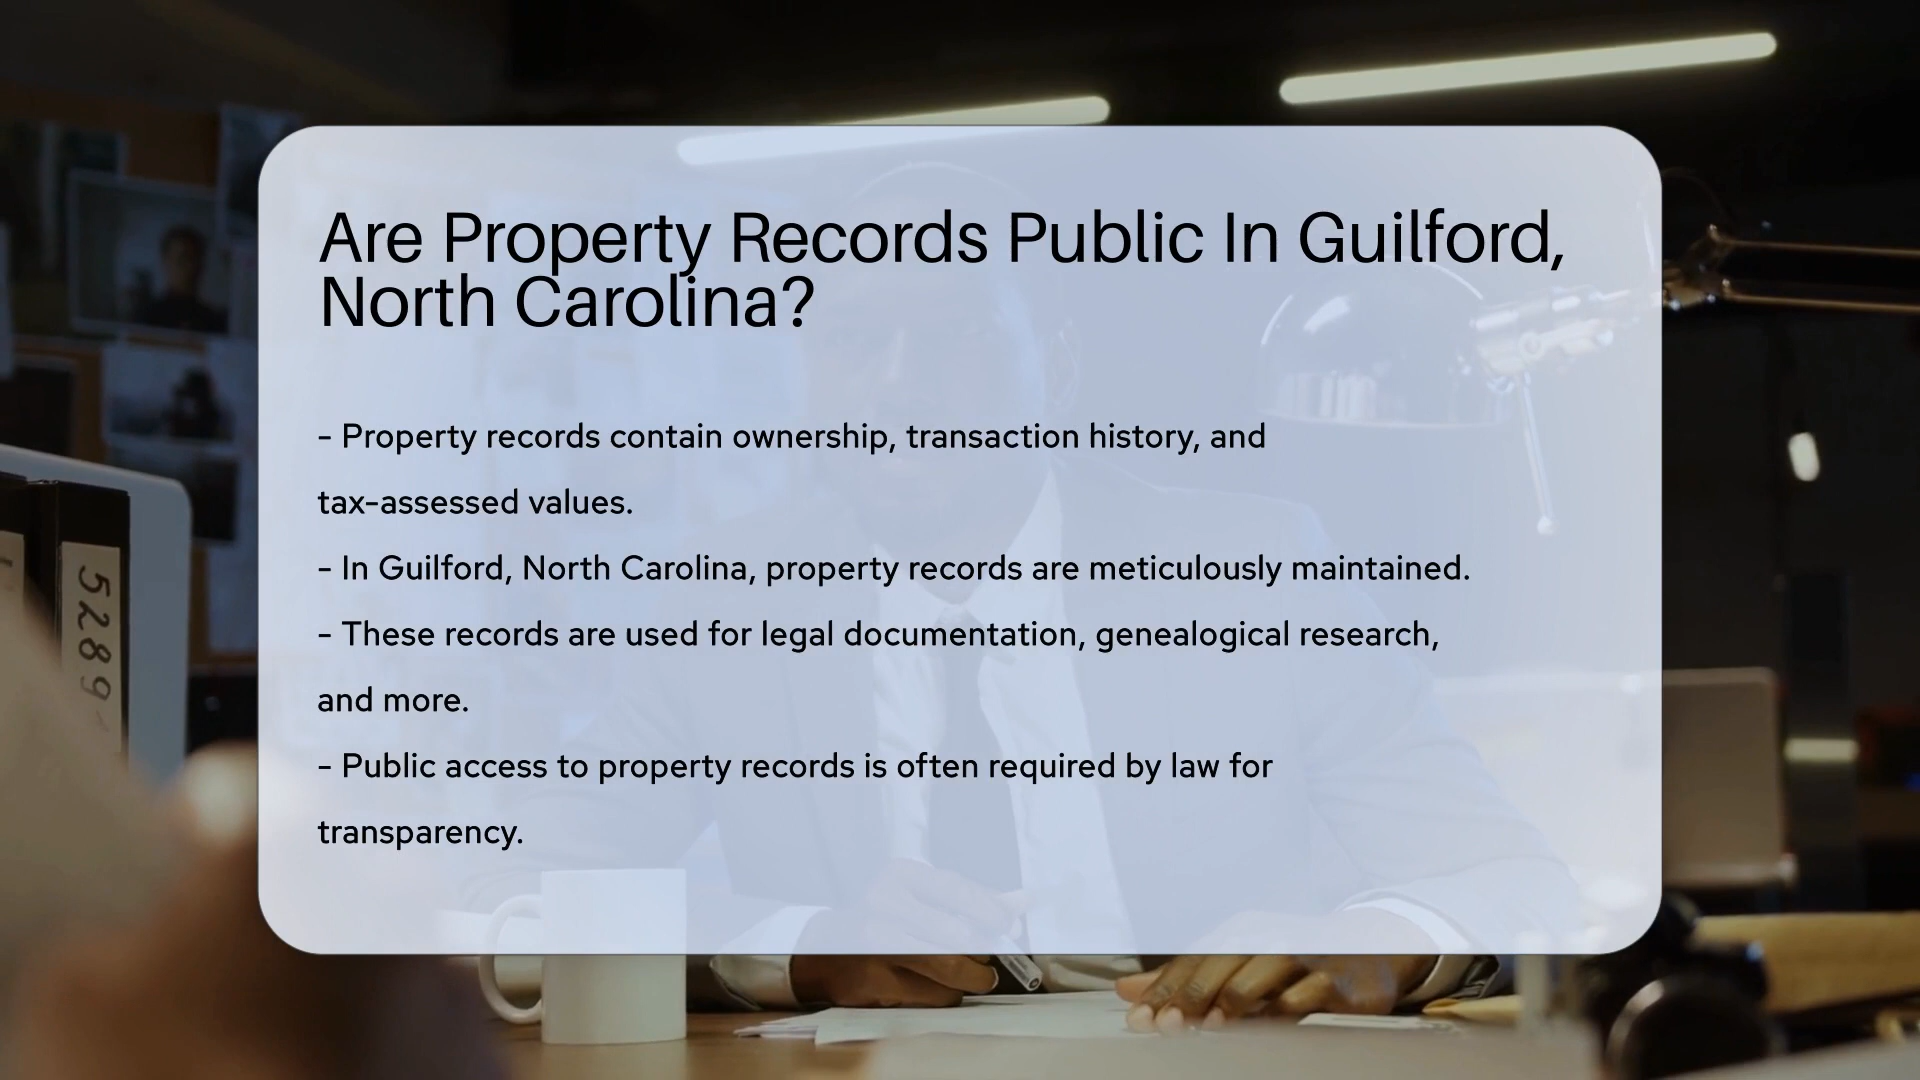 Are Property Records Public In Guilford,
North Carolina?
- Property records contain ownership, transaction history, and
tax-assessed values.
- In Guilford, North Carolina, property records are meticulously maintained.
- These records are used for legal documentation, genealogical research,
and more.
- Public access to property records is often required by law for
transparency.
5289